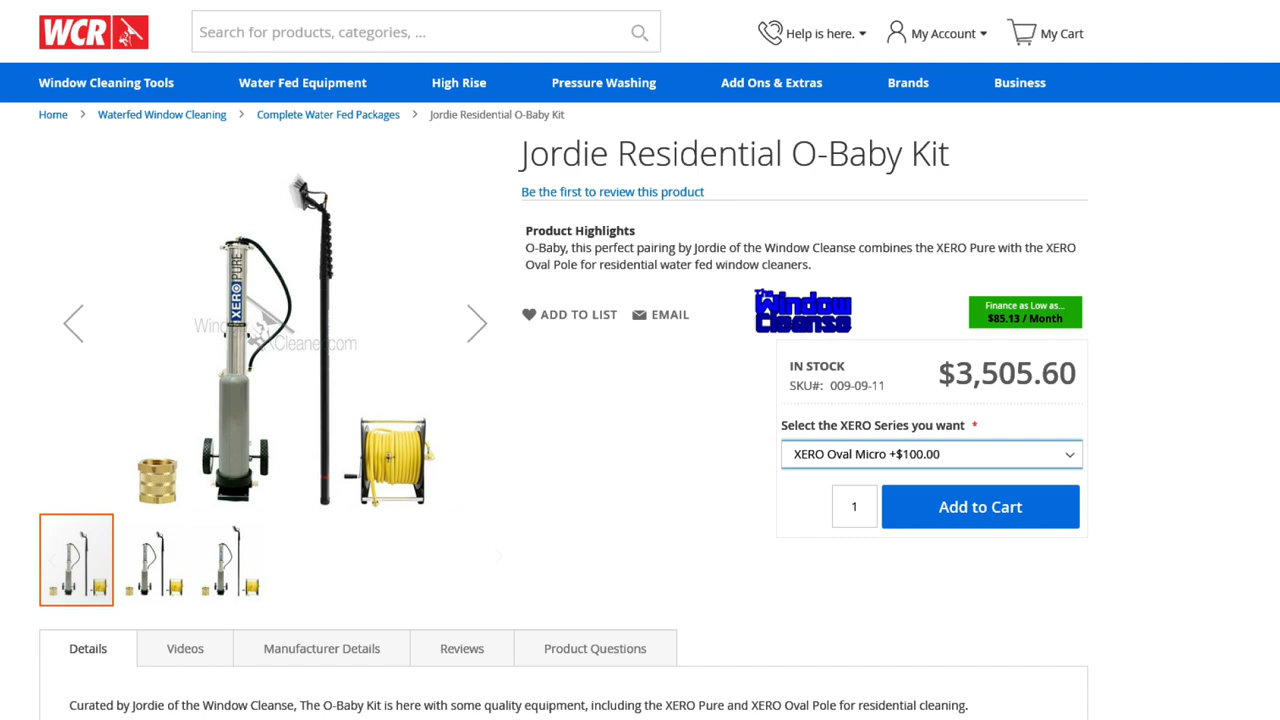 WCR
Search for products, categories, ...
Help is here.
My Account
My Cart
Window Cleaning Tools
Water Fed Equipment
High Rise
Pressure Washing
Add Ons & Extras
Brands
Business
Home
Waterfed Window Cleaning
Complete Water Fed Packages
Jordie Residential O-Baby Kit
Jordie Residential O-Baby Kit
Be the first to review this product
Product Highlights
O-Baby, this perfect pairing by Jordie of the Window Cleanse combines the XERO Pure with the XERO
Oval Pole for residential water fed window cleaners.
ADD TO LIST
EMAIL
The
Window
Cleanse
Finance as Low as...
$85.13 / Month
XERO PURE
IN STOCK
$3,505.60
SKU#: 009-09-11
Select the XERO Series you want *
XERO Oval Micro +$100.00
1
Add to Cart
Details
Videos
Manufacturer Details
Reviews
Product Questions
Curated by Jordie of the Window Cleanse, The O-Baby Kit is here with some quality equipment, including the XERO Pure and XERO Oval Pole for residential cleaning.